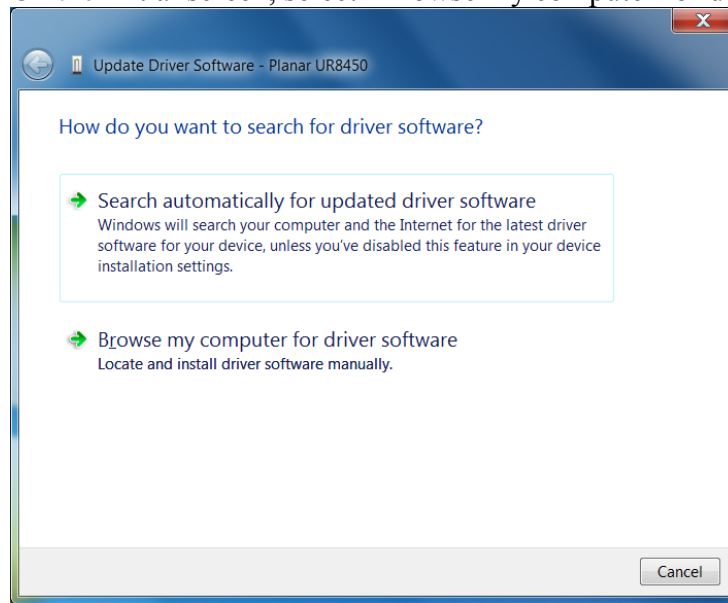 screen, select
computer
Update Driver Software - Planar UR8450
How do you want to search for driver software?
Search automatically for updated driver software
Windows will search your computer and the Internet for the latest driver
software for your device, unless you've disabled this feature in your device
installation settings.
Browse my computer for driver software
Locate and install driver software manually.
Cancel